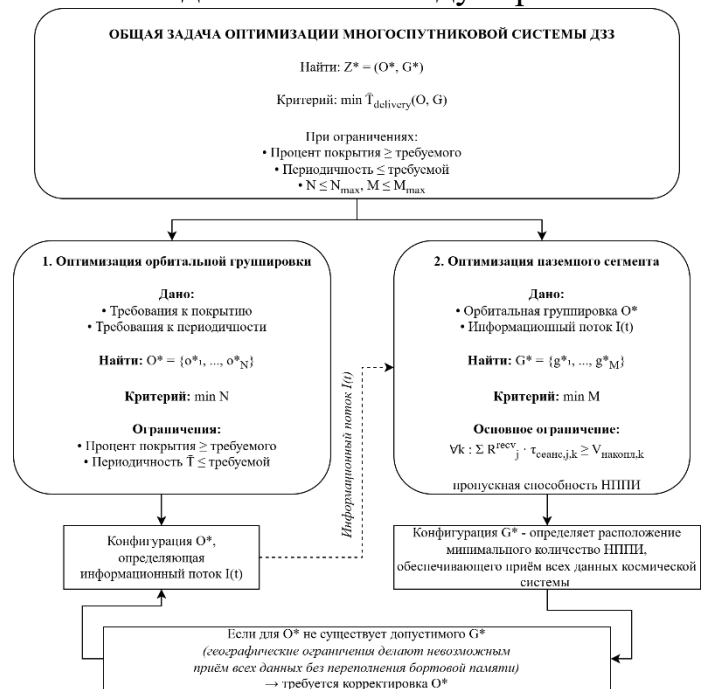 ОБЩАЯ ЗАДАЧА ОПТИМИЗАЦИИ МНОГОСПУТНИКОВОЙ СИСТЕМЫ ДЗЗ
Найти: Z* = (O*, G*)
Критерий: min T̄delivery(O, G)
При ограничениях:
• Процент покрытия ≥ требуемого
• Периодичность ≤ требуемой
• N ≤ Nmax, M ≤ Mmax
1. Оптимизация орбитальной группировки
Дано:
• Требования к покрытию
• Требования к периодичности
Найти: O* = {o*₁, ..., o*N}
Критерий: min N
Ограничения:
• Процент покрытия ≥ требуемого
• Периодичность T̄ ≤ требуемой
Информационный поток I(t)
2. Оптимизация наземного сегмента
Дано:
• Орбитальная группировка O*
• Информационный поток I(t)
Найти: G* = {g*₁, ..., g*M}
Критерий: min M
Основное ограничение:
∀k : Σ Rʳᵉᶜᵛj · τсеанс,j,k ≥ Vнакопл,k
пропускная способность НППИ
Конфигурация O*,
определяющая
информационный поток I(t)
Конфигурация G* - определяет расположение
минимального количество НППИ,
обеспечивающего приём всех данных космической
системы
Если для O* не существует допустимого G*
(географические ограничения делают невозможным
приём всех данных без переполнения бортовой памяти)
→ требуется корректировка O*